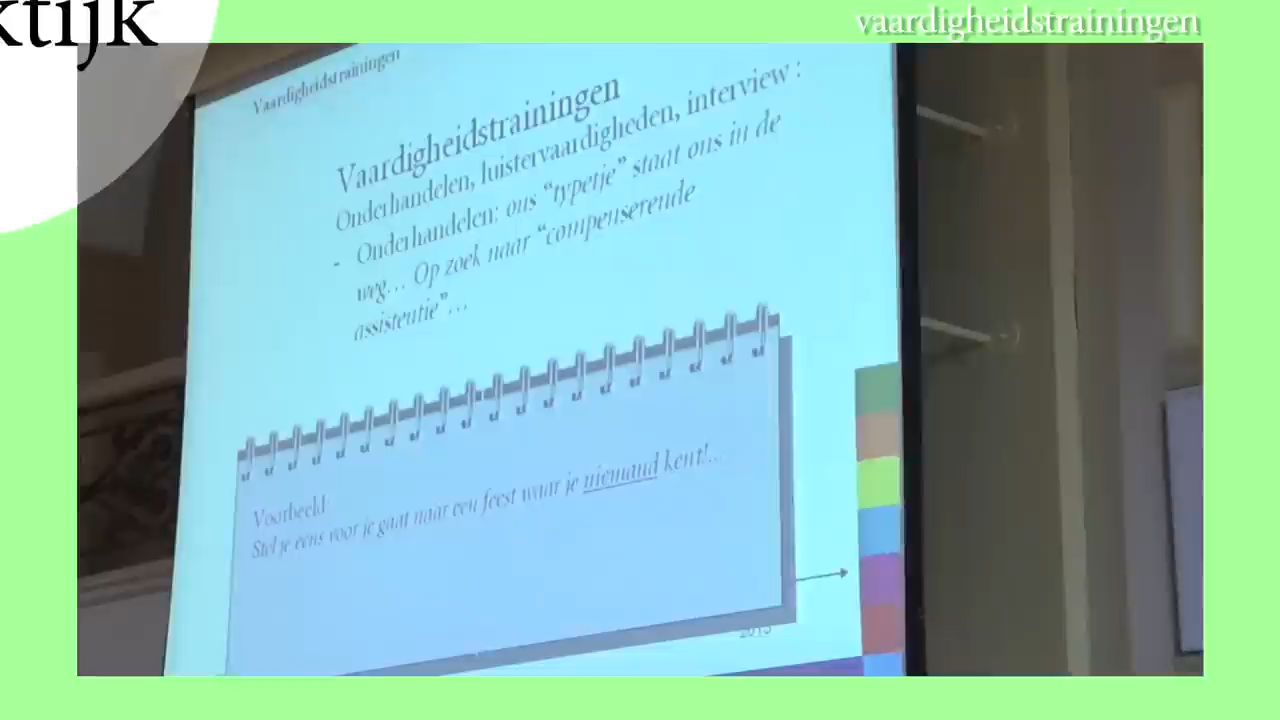 ktijk
vaardigheidstrainingen
Vaardigheidstrainingen
Vaardigheidstrainingen
Onderhandelen, luistervaardigheden, interview :
- Onderhandelen: ons “typetje” staat ons in de
weg... Op zoek naar “compenserende
assistentie”...
Voorbeeld
Stel je eens voor je gaat naar een feest waar je niemand kent!...
2015